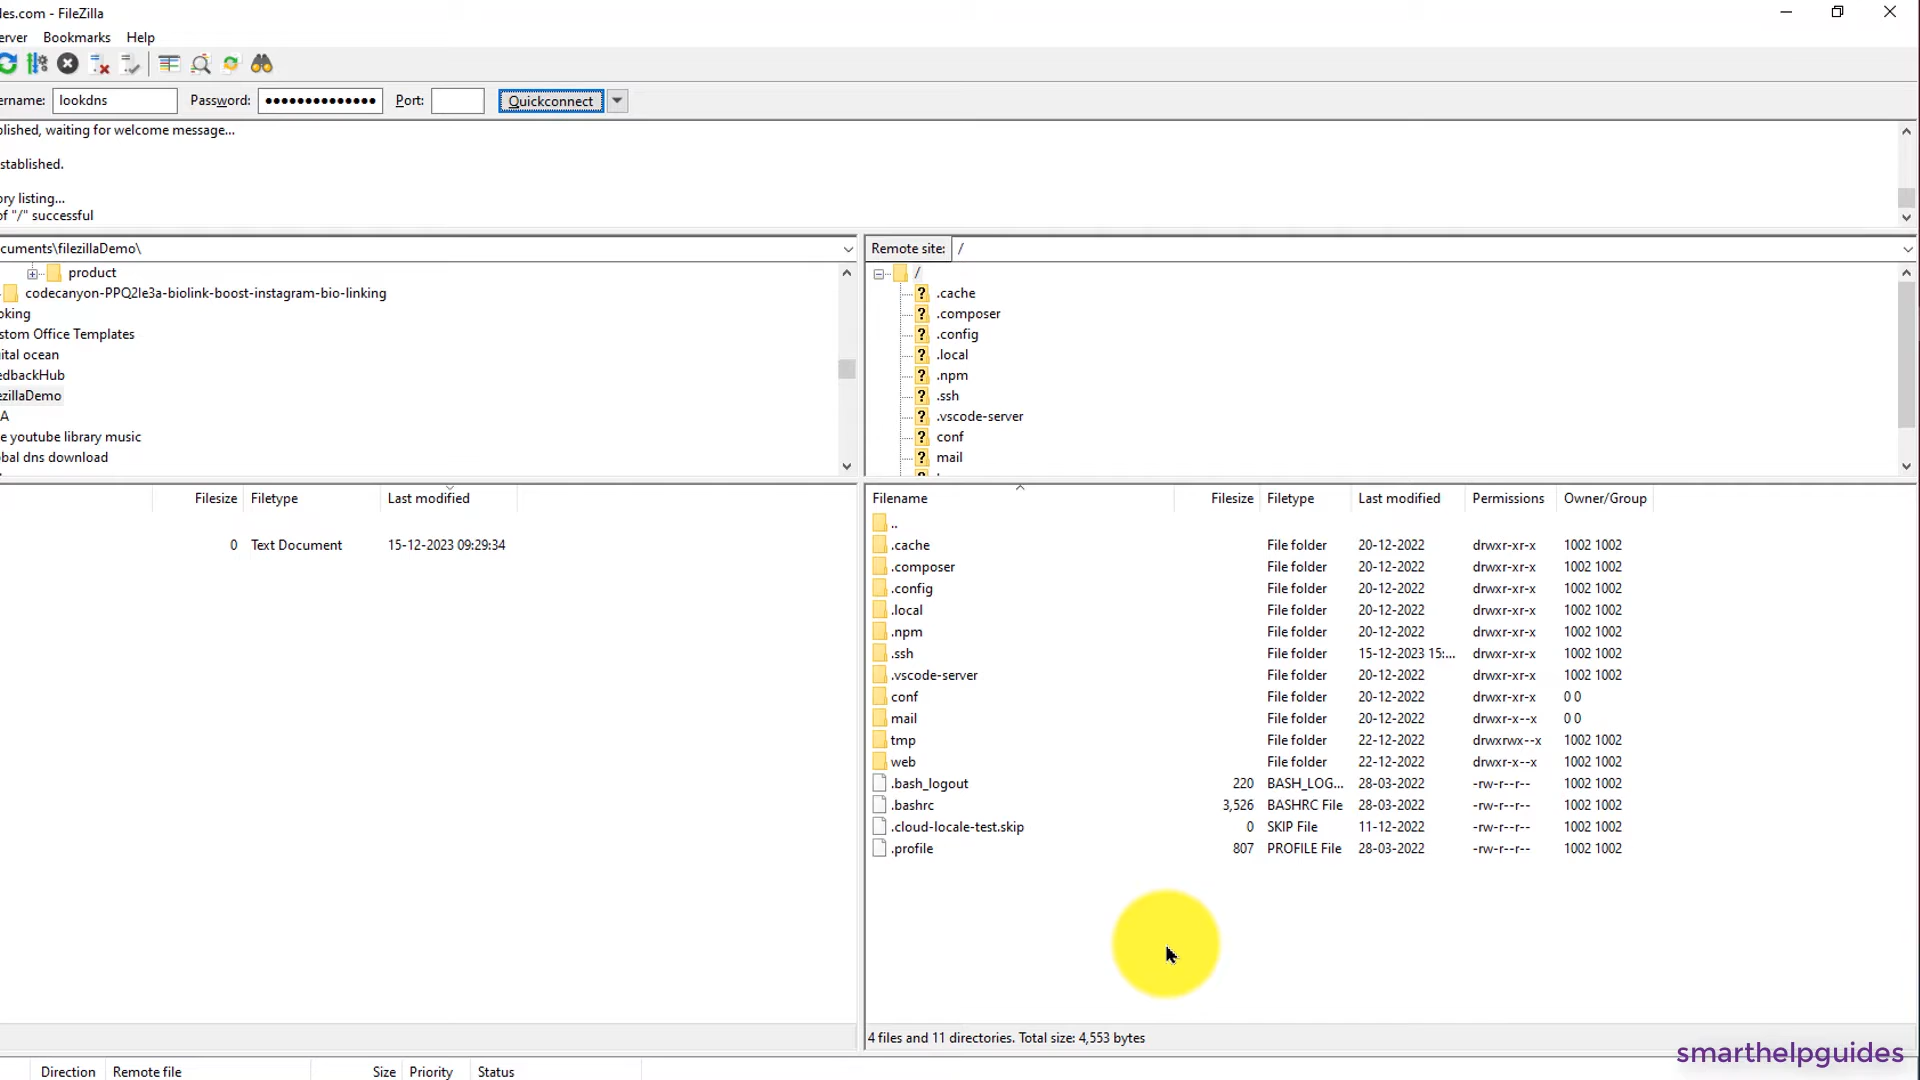 les.com - FileZilla
erver Bookmarks Help
ername: lookdns Password: ●●●●●●●●●●●●●● Port: Quickconnect
blished, waiting for welcome message...
stablished.
ory listing...
of "/" successful
cuments\filezillaDemo\
product
codecanyon-PPQ2le3a-biolink-boost-instagram-bio-linking
oking
stom Office Templates
ital ocean
edbackHub
ezillaDemo
A
e youtube library music
bal dns download
Remote site: /
/
? .cache
? .composer
? .config
? .local
? .npm
? .ssh
? .vscode-server
? conf
? mail
Filesize Filetype Last modified
0 Text Document 15-12-2023 09:29:34
Filename Filesize Filetype Last modified Permissions Owner/Group
..
.cache File folder 20-12-2022 drwxr-xr-x 1002 1002
.composer File folder 20-12-2022 drwxr-xr-x 1002 1002
.config File folder 20-12-2022 drwxr-xr-x 1002 1002
.local File folder 20-12-2022 drwxr-xr-x 1002 1002
.npm File folder 20-12-2022 drwxr-xr-x 1002 1002
.ssh File folder 15-12-2023 15:... drwxr-xr-x 1002 1002
.vscode-server File folder 20-12-2022 drwxr-xr-x 1002 1002
conf File folder 20-12-2022 drwxr-xr-x 0 0
mail File folder 20-12-2022 drwxr-x--x 0 0
tmp File folder 22-12-2022 drwxrwx--x 1002 1002
web File folder 22-12-2022 drwxr-x--x 1002 1002
.bash_logout 220 BASH_LOG... 28-03-2022 -rw-r--r-- 1002 1002
.bashrc 3,526 BASHRC File 28-03-2022 -rw-r--r-- 1002 1002
.cloud-locale-test.skip 0 SKIP File 11-12-2022 -rw-r--r-- 1002 1002
.profile 807 PROFILE File 28-03-2022 -rw-r--r-- 1002 1002
4 files and 11 directories. Total size: 4,553 bytes
smarthelpguides
Direction Remote file Size Priority Status